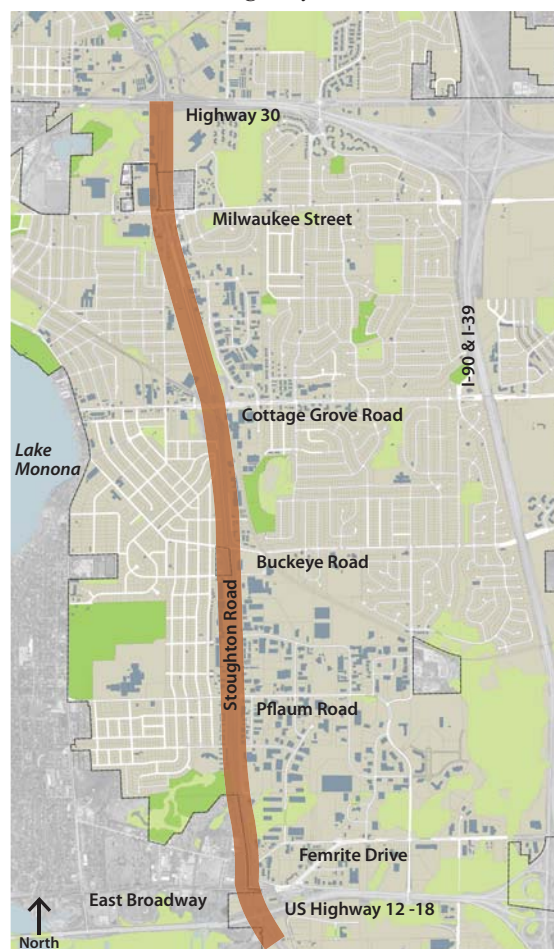 Highway 30
Milwaukee Street
I-90 & I-39
Cottage Grove Road
Lake
Monona
Buckeye Road
Stoughton Road
Pflaum Road
Femrite Drive
East Broadway
US Highway 12 -18
North